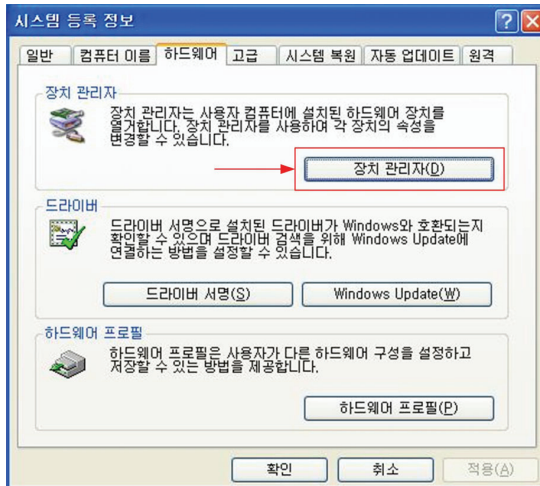 시스템 등록 정보
일반 컴퓨터 이름 하드웨어 고급 시스템 복원 자동 업데이트 원격
장치 관리자
장치 관리자는 사용자 컴퓨터에 설치된 하드웨어 장치를
열거합니다. 장치 관리자를 사용하여 각 장치의 속성을
변경할 수 있습니다.
장치 관리자(D)
드라이버
드라이버 서명으로 설치된 드라이버가 Windows와 호환되는지
확인할 수 있으며 드라이버 검색을 위해 Windows Update에
연결하는 방법을 설정할 수 있습니다.
드라이버 서명(S) Windows Update(W)
하드웨어 프로필
하드웨어 프로필은 사용자가 다른 하드웨어 구성을 설정하고
저장할 수 있는 방법을 제공합니다.
하드웨어 프로필(P)
확인 취소 적용(A)